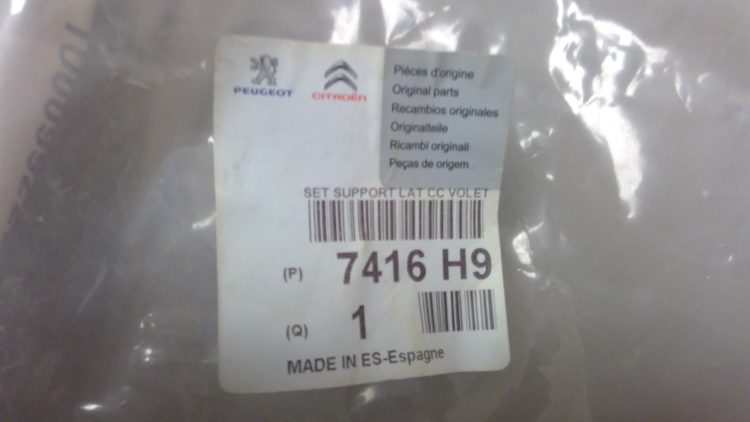 PEUGEOT
CITROËN
Pièces d'origine
Original parts
Recambios originales
Originalteile
Ricambi originali
Peças de origem
SET SUPPORT LAT CC VOLET
(P) 7416 H9
(Q) 1
MADE IN ES-Espagne